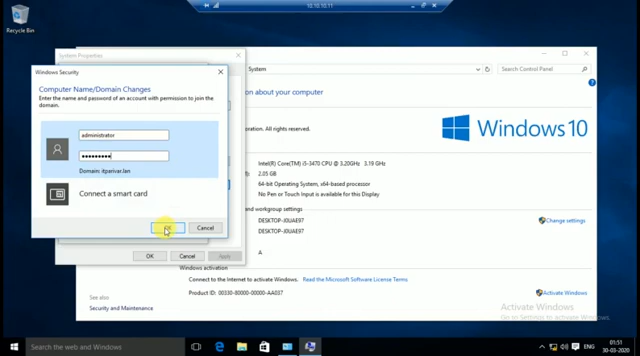 10.10.10.11
Recycle Bin
System Properties
System
Search Control Panel
Windows Security
Computer Name/Domain Changes
Enter the name and password of an account with permission to join the
domain.
administrator
•••••••••
Domain: itparivar.lan
Connect a smart card
Cancel
OK
Cancel
Apply
about your computer
oration. All rights reserved.
Windows 10
Intel(R) Core(TM) i5-3470 CPU @ 3.20GHz 3.19 GHz
2.05 GB
64-bit Operating System, x64-based processor
No Pen or Touch Input is available for this Display
workgroup settings
DESKTOP-J0UAE97
DESKTOP-J0UAE97
Change settings
A
Windows activation
Connect to the Internet to activate Windows.
Read the Microsoft Software License Terms
Product ID: 00330-80000-00000-AA037
Activate Windows
See also
Security and Maintenance
Activate Windows
Go to Settings to activate Windows.
Search the web and Windows
01:51
30-03-2020